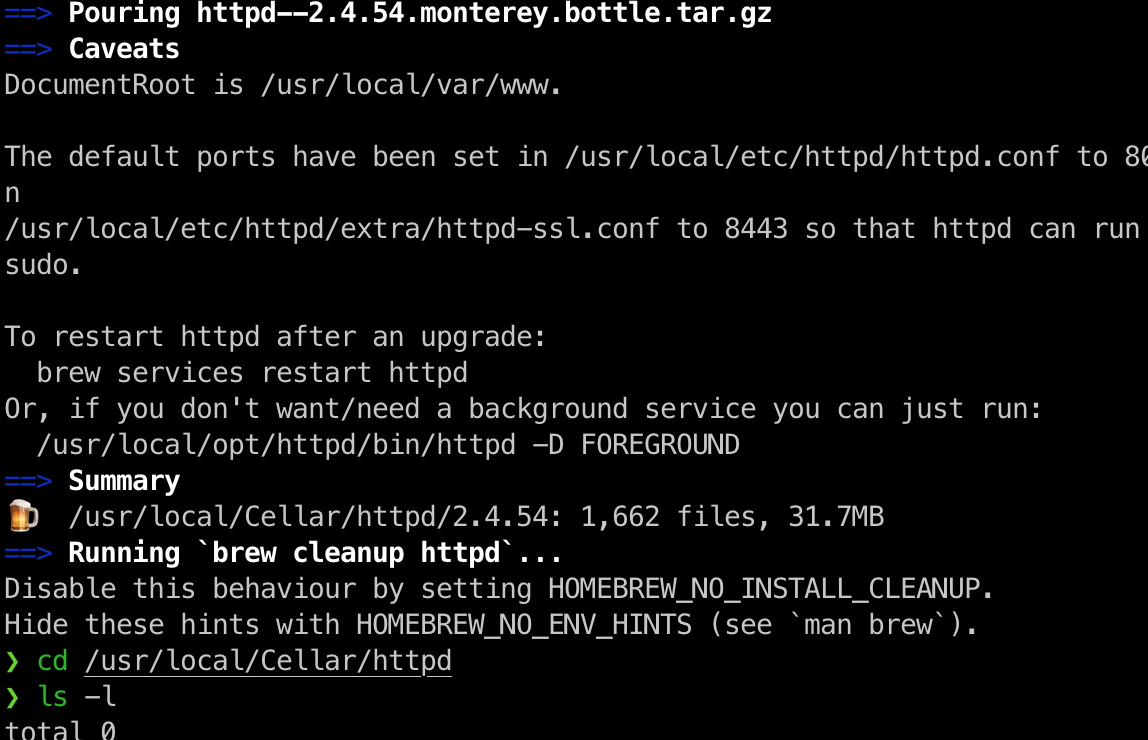 ==> Pouring httpd--2.4.54.monterey.bottle.tar.gz
==> Caveats
DocumentRoot is /usr/local/var/www.
The default ports have been set in /usr/local/etc/httpd/httpd.conf to 80
n
/usr/local/etc/httpd/extra/httpd-ssl.conf to 8443 so that httpd can run
sudo.
To restart httpd after an upgrade:
  brew services restart httpd
Or, if you don't want/need a background service you can just run:
  /usr/local/opt/httpd/bin/httpd -D FOREGROUND
==> Summary
🍺  /usr/local/Cellar/httpd/2.4.54: 1,662 files, 31.7MB
==> Running `brew cleanup httpd`...
Disable this behaviour by setting HOMEBREW_NO_INSTALL_CLEANUP.
Hide these hints with HOMEBREW_NO_ENV_HINTS (see `man brew`).
❯ cd /usr/local/Cellar/httpd
❯ ls -l
total 0